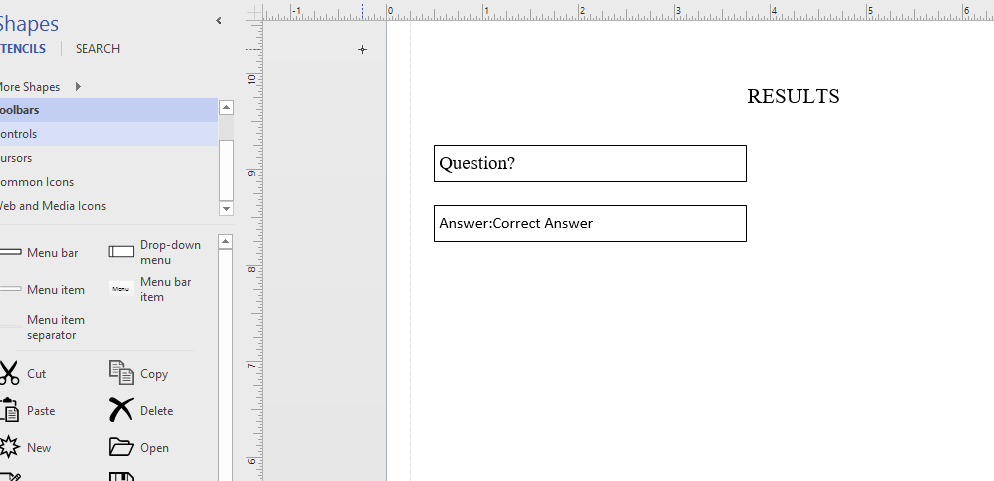 Shapes
TENCILS | SEARCH
More Shapes
oolbars
ontrols
ursors
ommon Icons
Web and Media Icons
Menu bar
Drop-down
menu
Menu item
Menu
Menu bar
item
Menu item
separator
Cut
Copy
Paste
Delete
New
Open
-1 0 1 2 3 4 5 6
10
9
8
7
6
RESULTS
Question?
Answer:Correct Answer